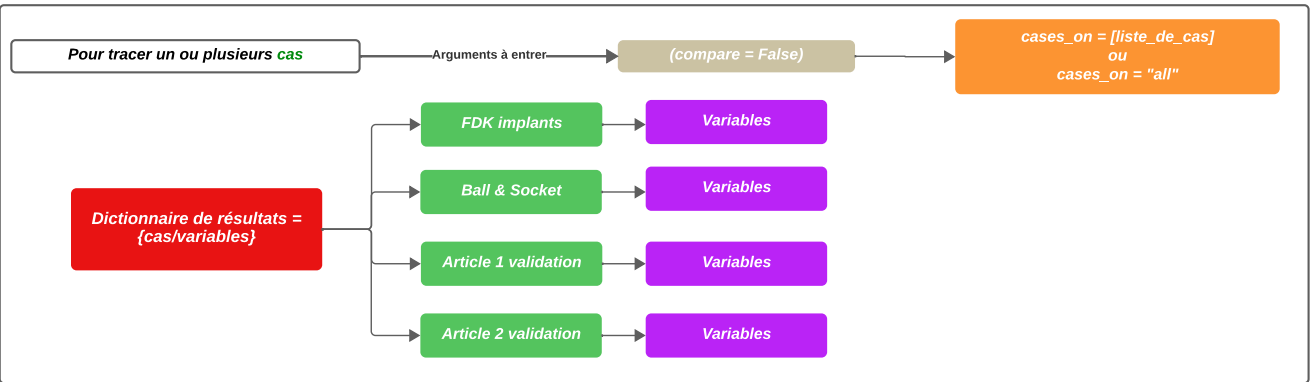 Pour tracer un ou plusieurs cas
Arguments à entrer
(compare = False)
cases_on = [liste_de_cas]
ou
cases_on = "all"
FDK implants
Variables
Ball & Socket
Variables
Dictionnaire de résultats =
{cas/variables}
Article 1 validation
Variables
Article 2 validation
Variables